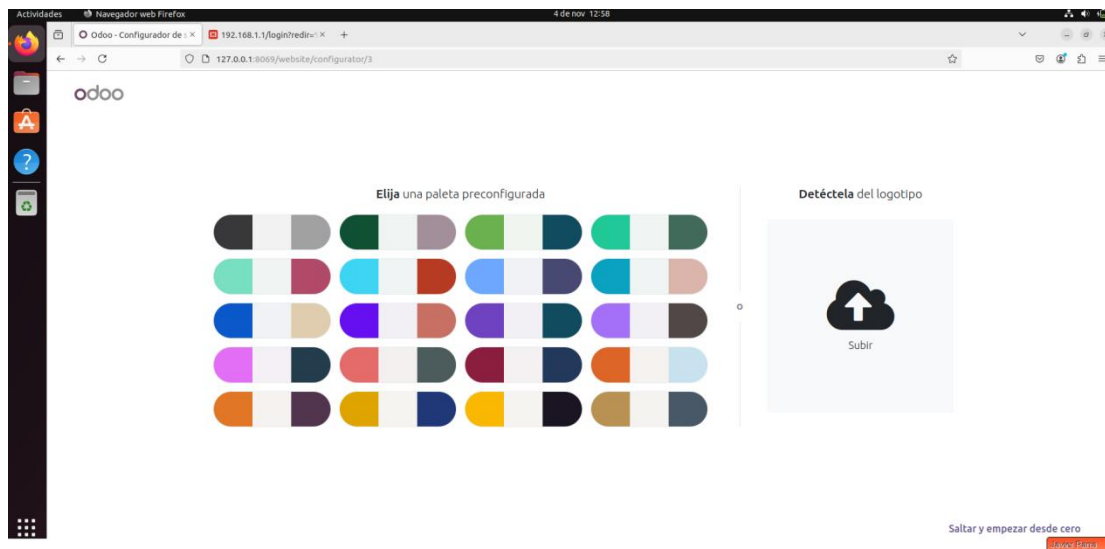 Actividades Navegador web Firefox 4 de nov 12:58
Odoo - Configurador de s × 192.168.1.1/login?redir= × +
127.0.0.1:8069/website/configurator/3
odoo
Elija una paleta preconfigurada
Detéctela del logotipo
o
Subir
Saltar y empezar desde cero